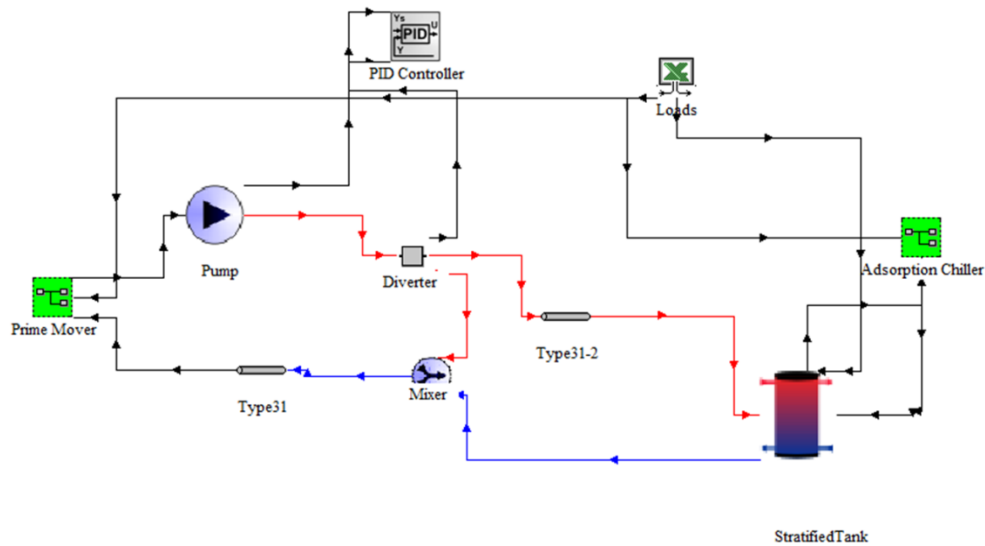 Ys
U
PID
Y
PID Controller
Loads
Pump
Adsorption Chiller
Diverter
Prime Mover
Type31-2
Mixer
Type31
StratifiedTank